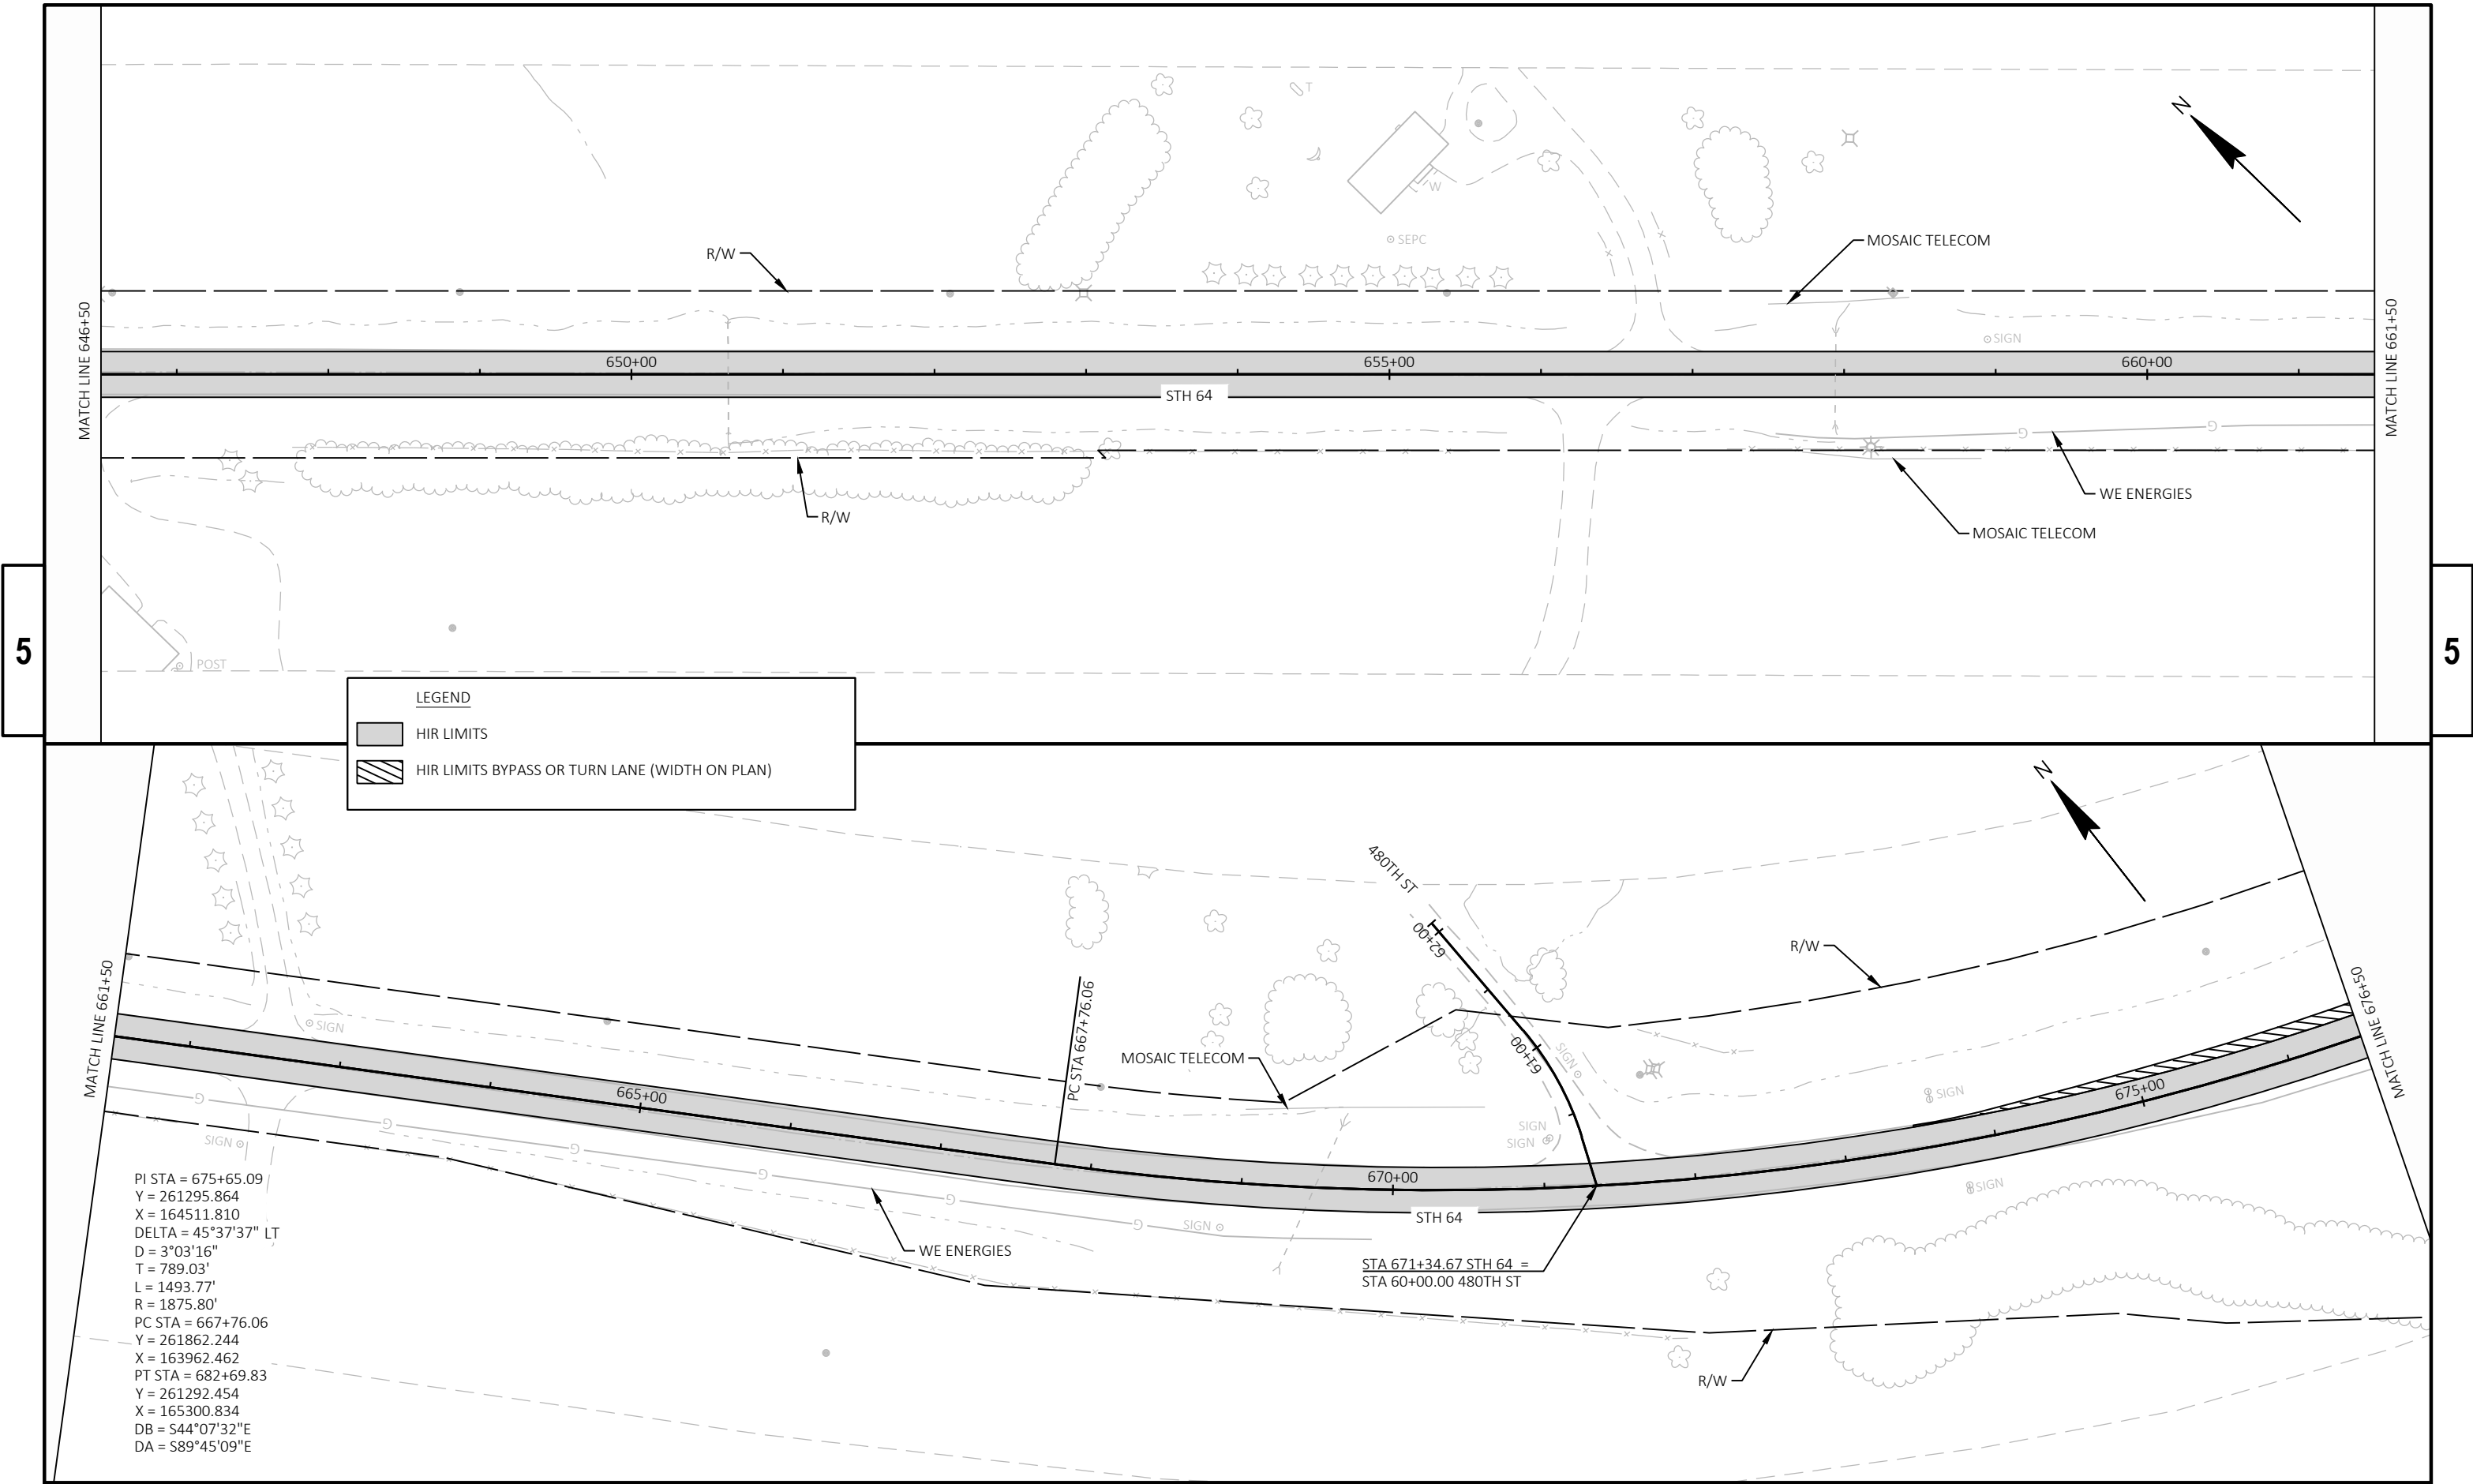 T
N
W
SEPC
MOSAIC TELECOM
R/W
MATCH LINE 646+50
MATCH LINE 661+50
SIGN
650+00
655+00
660+00
STH 64
G
G
WE ENERGIES
R/W
MOSAIC TELECOM
5
5
POST
LEGEND
HIR LIMITS
HIR LIMITS BYPASS OR TURN LANE (WIDTH ON PLAN)
N
480TH ST
62+00
R/W
MATCH LINE 661+50
MATCH LINE 676+50
PC STA 667+76.06
SIGN
61+00
SIGN
MOSAIC TELECOM
665+00
675+00
SIGN
G
G
G
G
G
G
SIGN
SIGN
SIGN
670+00
SIGN
STH 64
SIGN
WE ENERGIES
STA 671+34.67 STH 64 =
STA 60+00.00 480TH ST
R/W
PI STA = 675+65.09
Y = 261295.864
X = 164511.810
DELTA = 45°37'37" LT
D = 3°03'16"
T = 789.03'
L = 1493.77'
R = 1875.80'
PC STA = 667+76.06
Y = 261862.244
X = 163962.462
PT STA = 682+69.83
Y = 261292.454
X = 165300.834
DB = S44°07'32"E
DA = S89°45'09"E